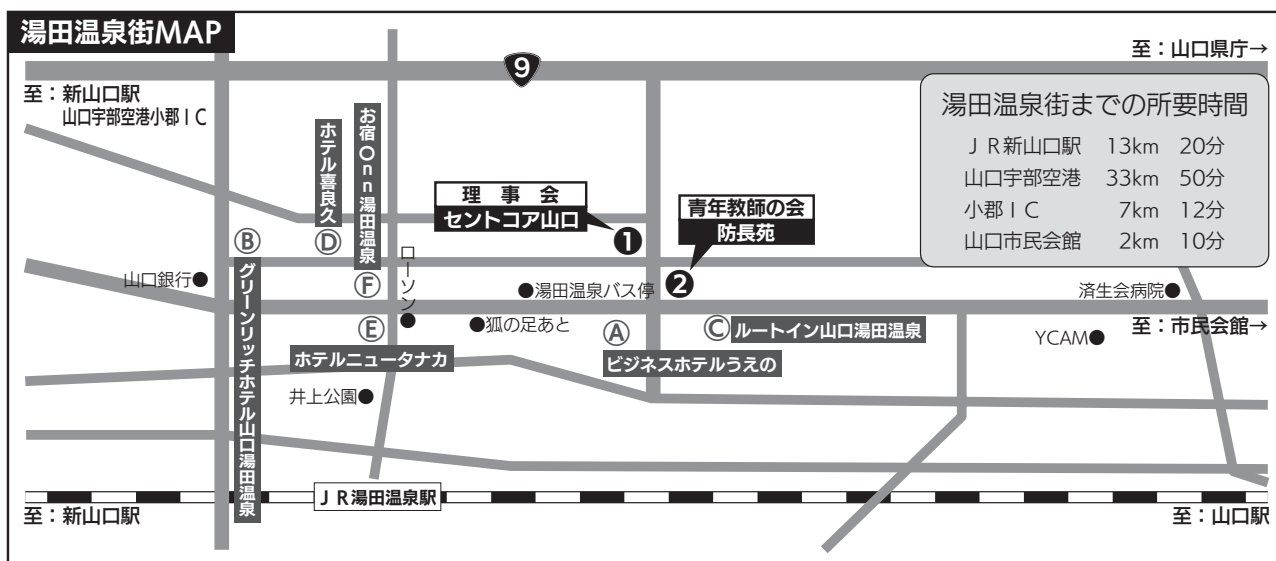 湯田温泉街MAP
9
至：山口県庁→
至：新山口駅
山口宇部空港小郡ＩＣ
湯田温泉街までの所要時間
ＪＲ新山口駅 13km 20分
山口宇部空港 33km 50分
小郡ＩＣ 7km 12分
山口市民会館 2km 10分
ホテル喜良久
Ⓓ
お宿Onn湯田温泉
Ⓕ
理事会
セントコア山口
❶
青年教師の会
防長苑
❷
Ⓑ
グリーンリッチホテル山口湯田温泉
山口銀行●
ローソン●
●湯田温泉バス停
済生会病院●
Ⓔ
ホテルニュータナカ
●狐の足あと
Ⓐ
ビジネスホテルうえの
Ⓒ
ルートイン山口湯田温泉
YCAM●
至：市民会館→
井上公園●
ＪＲ湯田温泉駅
至：新山口駅
至：山口駅